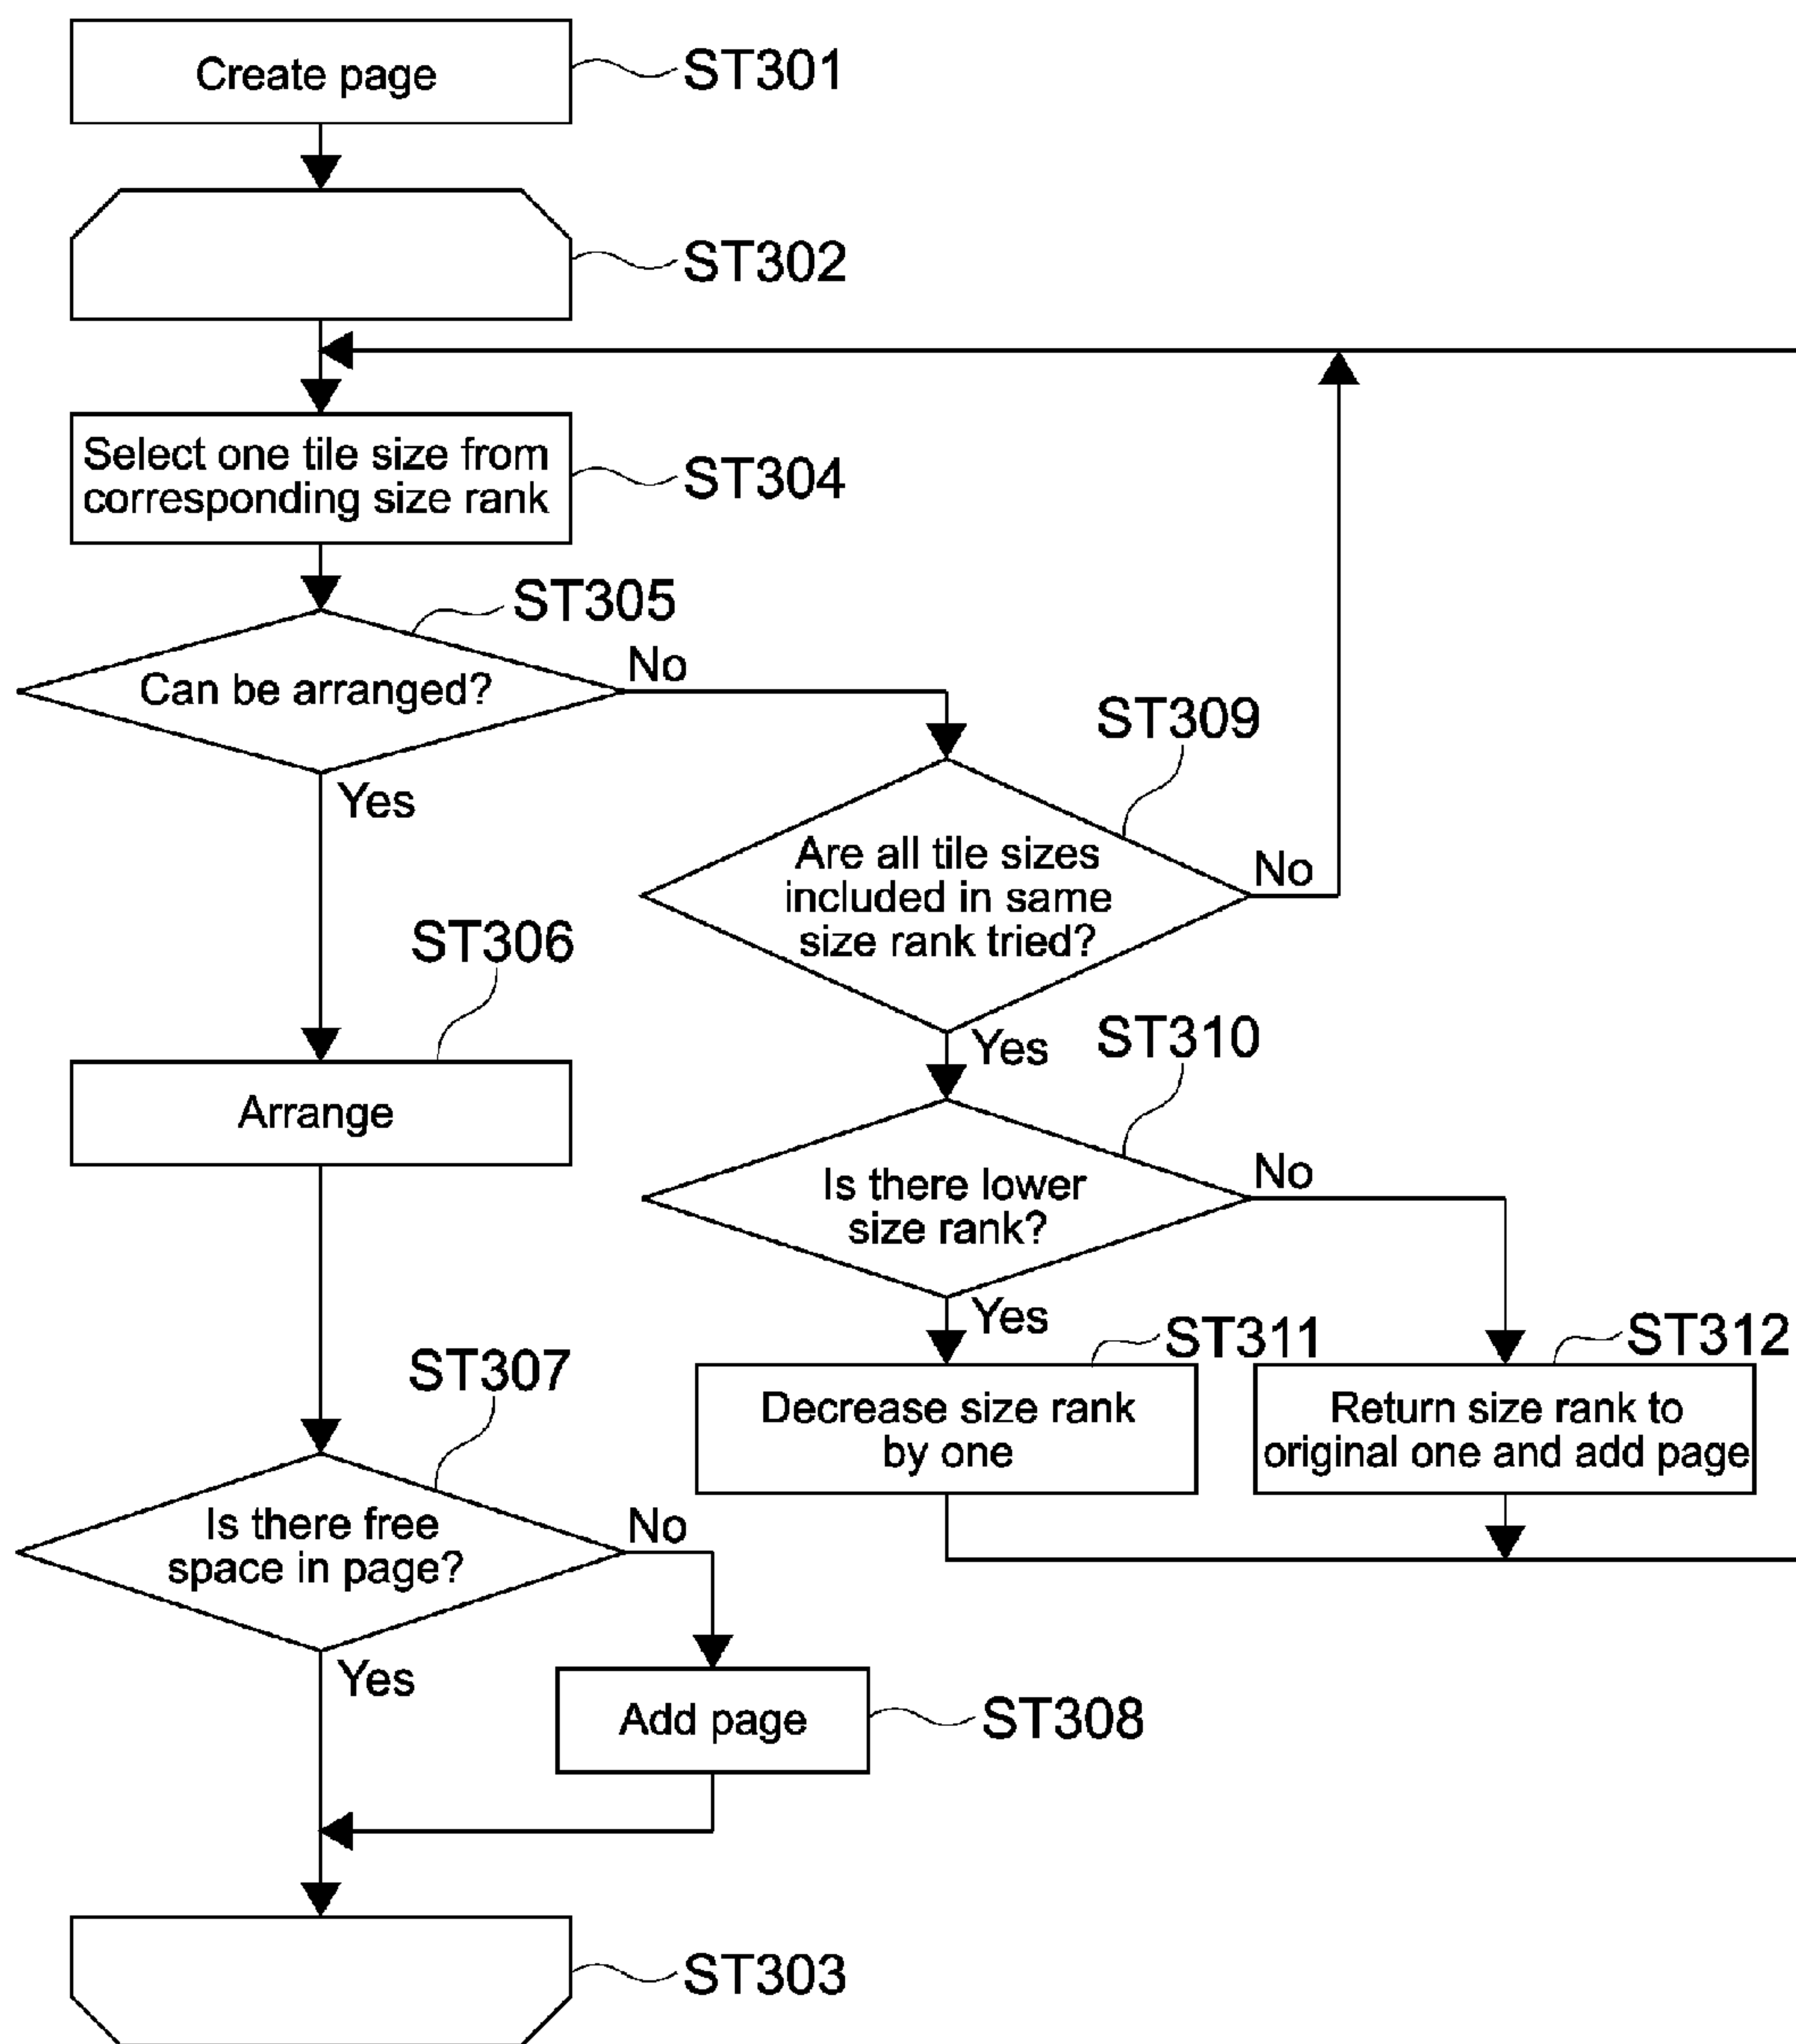 Create page
ST301
ST302
Select one tile size from
corresponding size rank
ST304
ST305
Can be arranged?
No
Yes
ST309
Are all tile sizes
included in same
size rank tried?
No
Yes
ST306
Arrange
ST310
Is there lower
size rank?
No
Yes
ST311
Decrease size rank
by one
ST312
Return size rank to
original one and add page
ST307
Is there free
space in page?
No
Yes
Add page
ST308
ST303